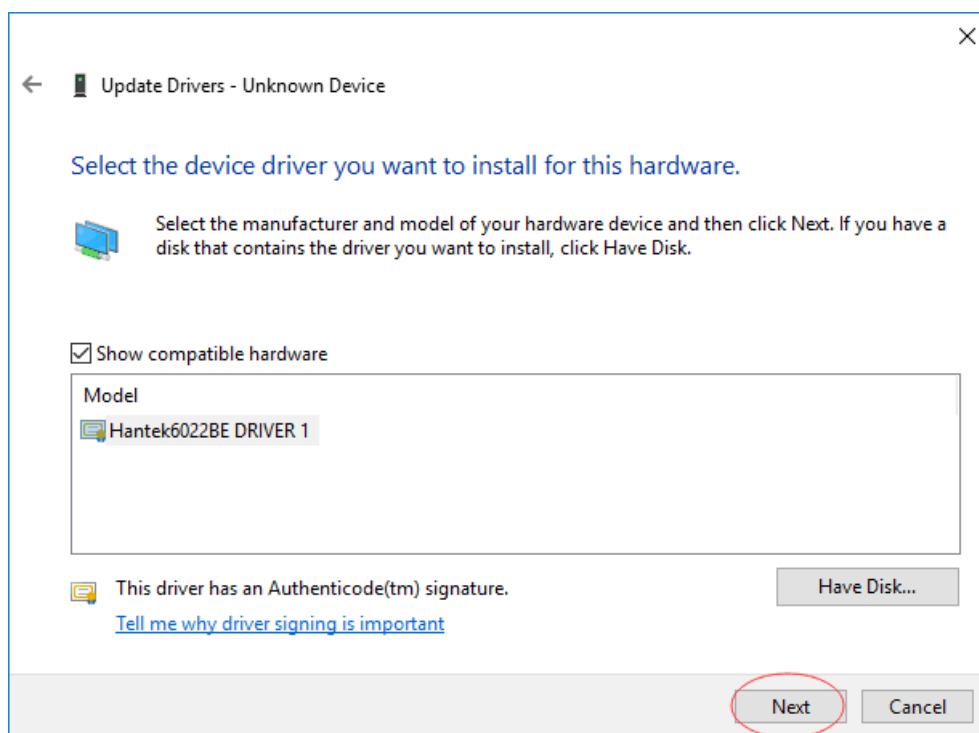 Update Drivers - Unknown Device
Select the device driver you want to install for this hardware.
Select the manufacturer and model of your hardware device and then click Next. If you have a
disk that contains the driver you want to install, click Have Disk.
Show compatible hardware
Model
Hantek6022BE DRIVER 1
This driver has an Authenticode(tm) signature.
Have Disk...
Tell me why driver signing is important
Next
Cancel